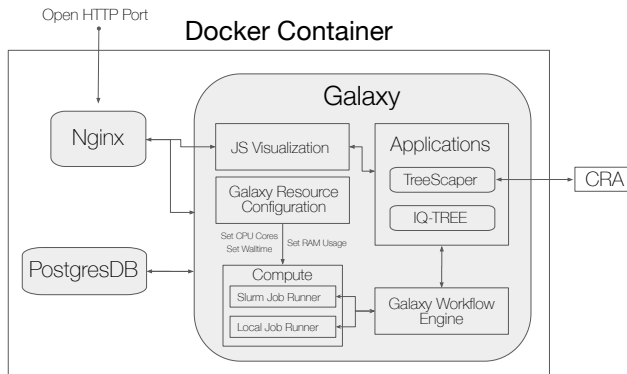 Open HTTP Port
Docker Container
Galaxy
Nginx
JS Visualization
Applications
TreeScaper
IQ-TREE
CRA
Galaxy Resource
Configuration
Set CPU Cores
Set Walltime
Set RAM Usage
PostgresDB
Compute
Slurm Job Runner
Local Job Runner
Galaxy Workflow
Engine